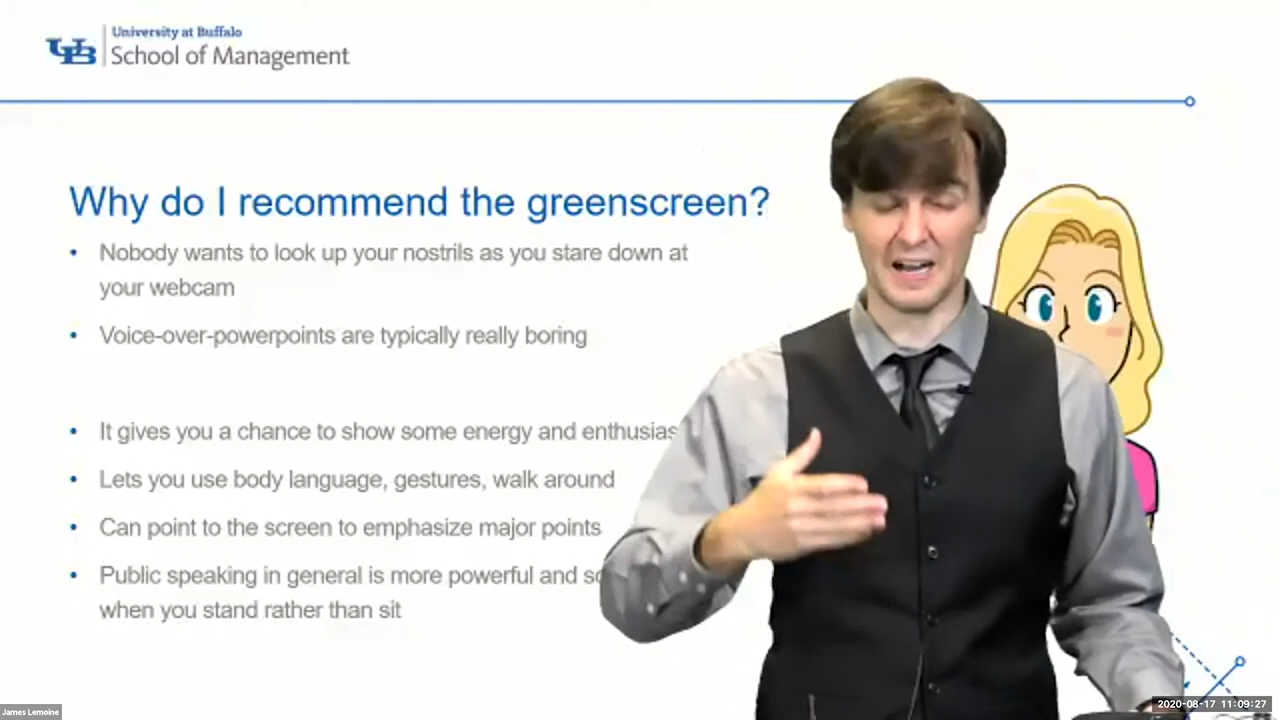 University at Buffalo
School of Management
Why do I recommend the greenscreen?
• Nobody wants to look up your nostrils as you stare down at
your webcam
• Voice-over-powerpoints are typically really boring
• It gives you a chance to show some energy and enthusias
• Lets you use body language, gestures, walk around
• Can point to the screen to emphasize major points
• Public speaking in general is more powerful and so
when you stand rather than sit
James Lemoine
2020-08-17 11:09:27